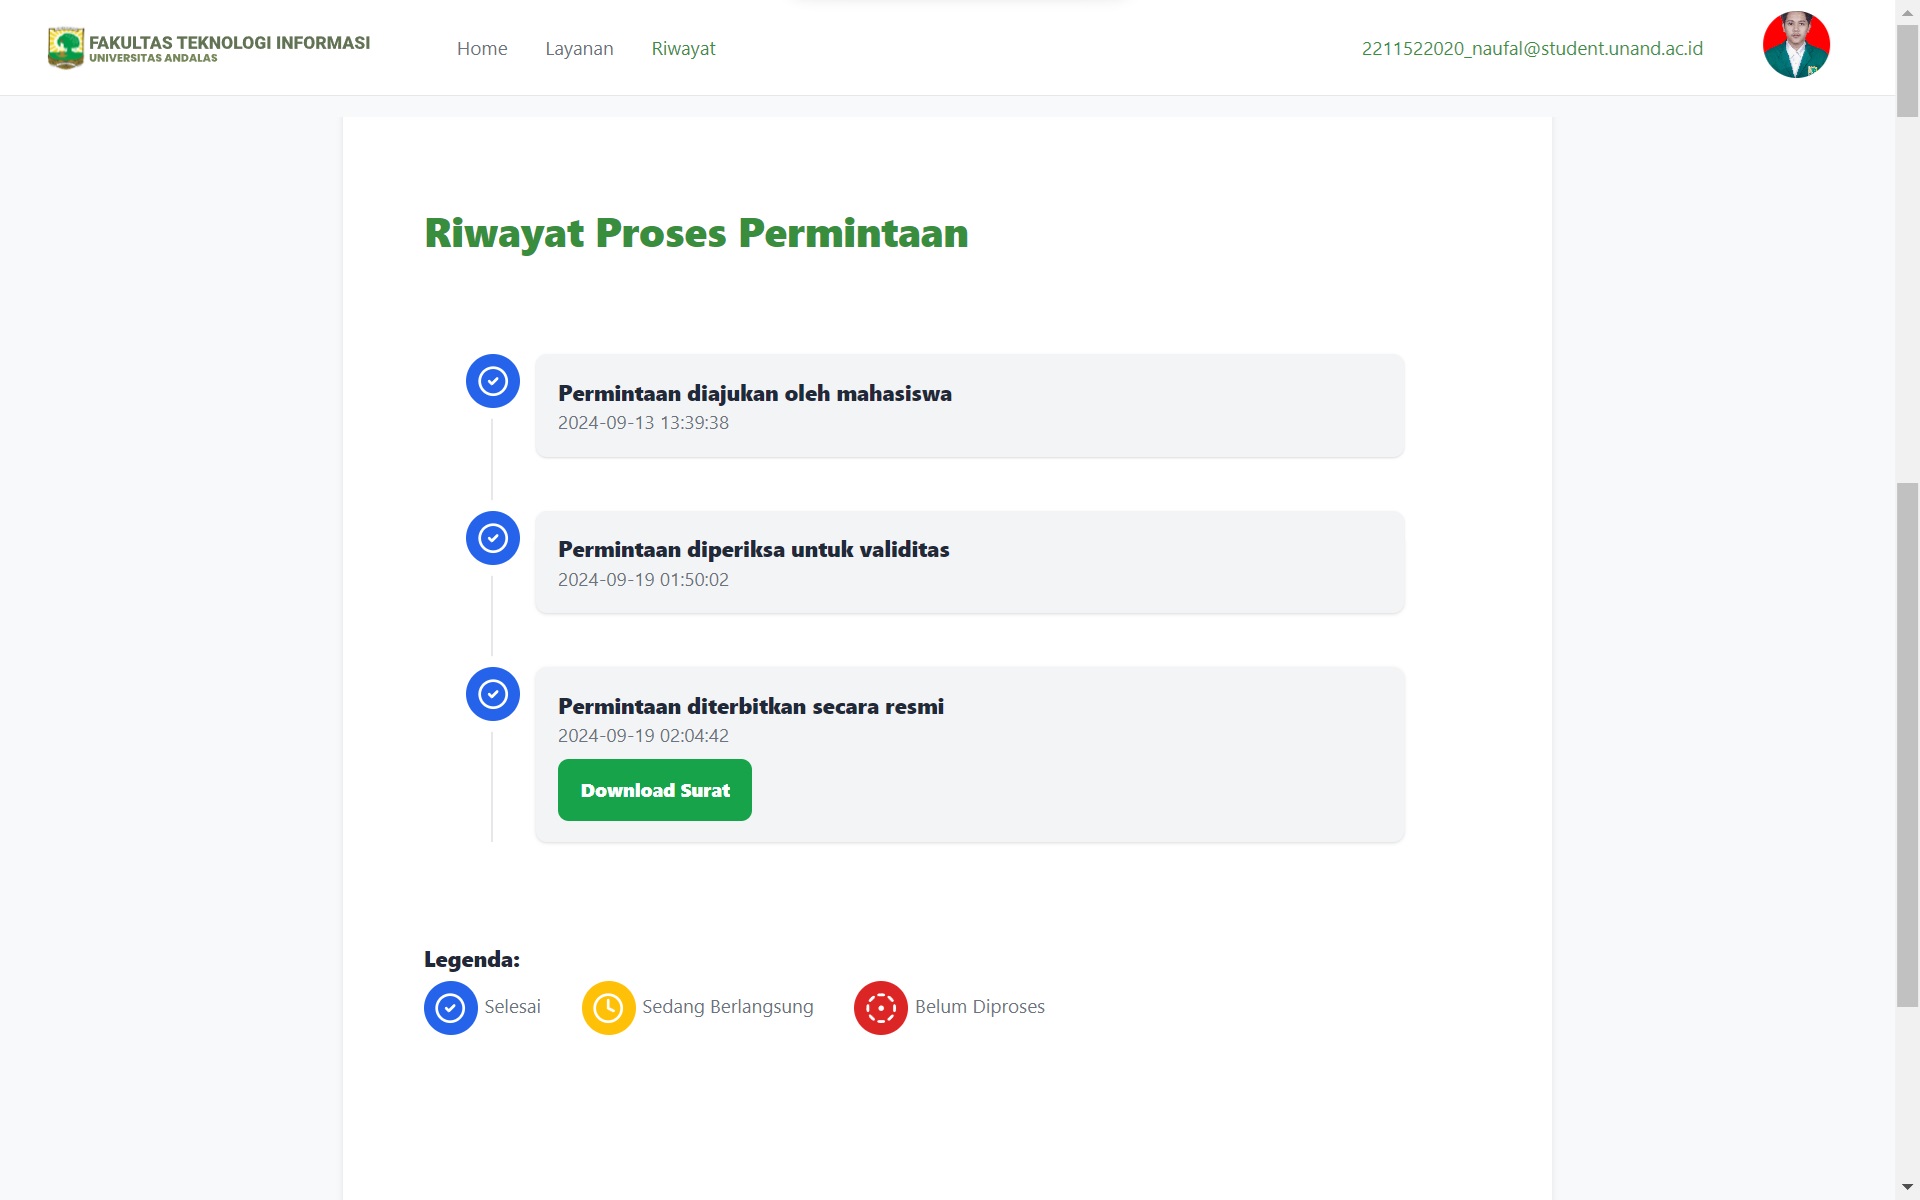 FAKULTAS TEKNOLOGI INFORMASI
UNIVERSITAS ANDALAS
Home
Layanan
Riwayat
2211522020_naufal@student.unand.ac.id
Riwayat Proses Permintaan
Permintaan diajukan oleh mahasiswa
2024-09-13 13:39:38
Permintaan diperiksa untuk validitas
2024-09-19 01:50:02
Permintaan diterbitkan secara resmi
2024-09-19 02:04:42
Download Surat
Legenda:
Selesai
Sedang Berlangsung
Belum Diproses